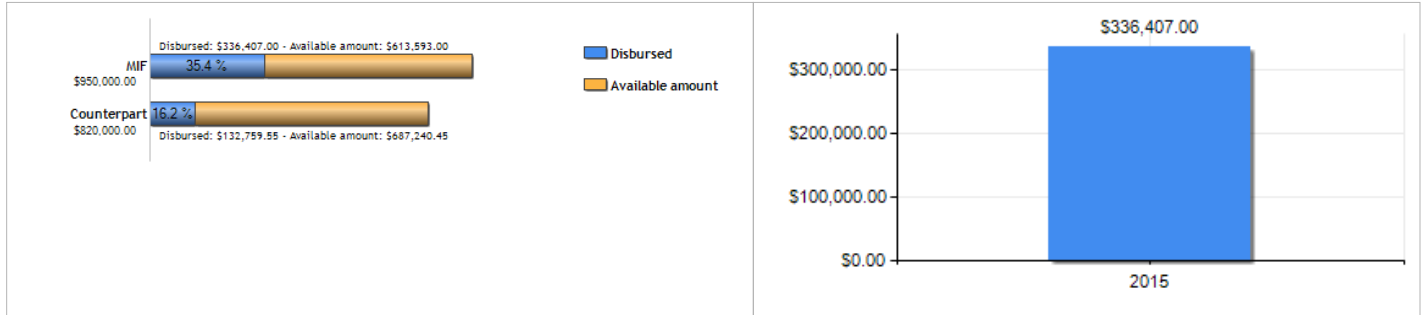 Disbursed: $336,407.00 - Available amount: $613,593.00
MIF
35.4 %
$950,000.00
Counterpart
16.2 %
$820,000.00
Disbursed: $132,759.55 - Available amount: $687,240.45
Disbursed
Available amount
$336,407.00
$300,000.00
$200,000.00
$100,000.00
$0.00
2015